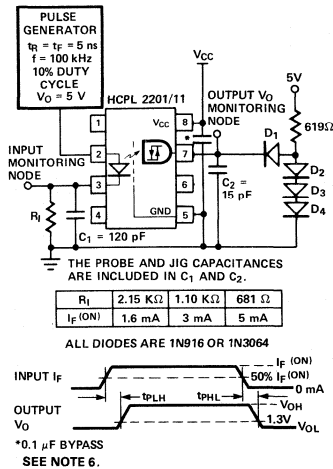 PULSE
GENERATOR
tR = tF = 5 ns
f = 100 kHz
10% DUTY
CYCLE
VO = 5 V
VCC
HCPL 2201/11
OUTPUT VO
MONITORING
NODE
5V
619Ω
INPUT
MONITORING
NODE
1
2
3
4
VCC
8
7
6
5
GND
*
D1
D2
D3
D4
C2 =
15 pF
RI
C1 = 120 pF
THE PROBE AND JIG CAPACITANCES
ARE INCLUDED IN C1 AND C2.
RI 2.15 KΩ 1.10 KΩ 681 Ω
IF (ON) 1.6 mA 3 mA 5 mA
ALL DIODES ARE 1N916 OR 1N3064
INPUT IF
IF (ON)
50% IF (ON)
0 mA
tPLH
tPHL
OUTPUT
VO
VOH
1.3V
VOL
*0.1 μF BYPASS
SEE NOTE 6.